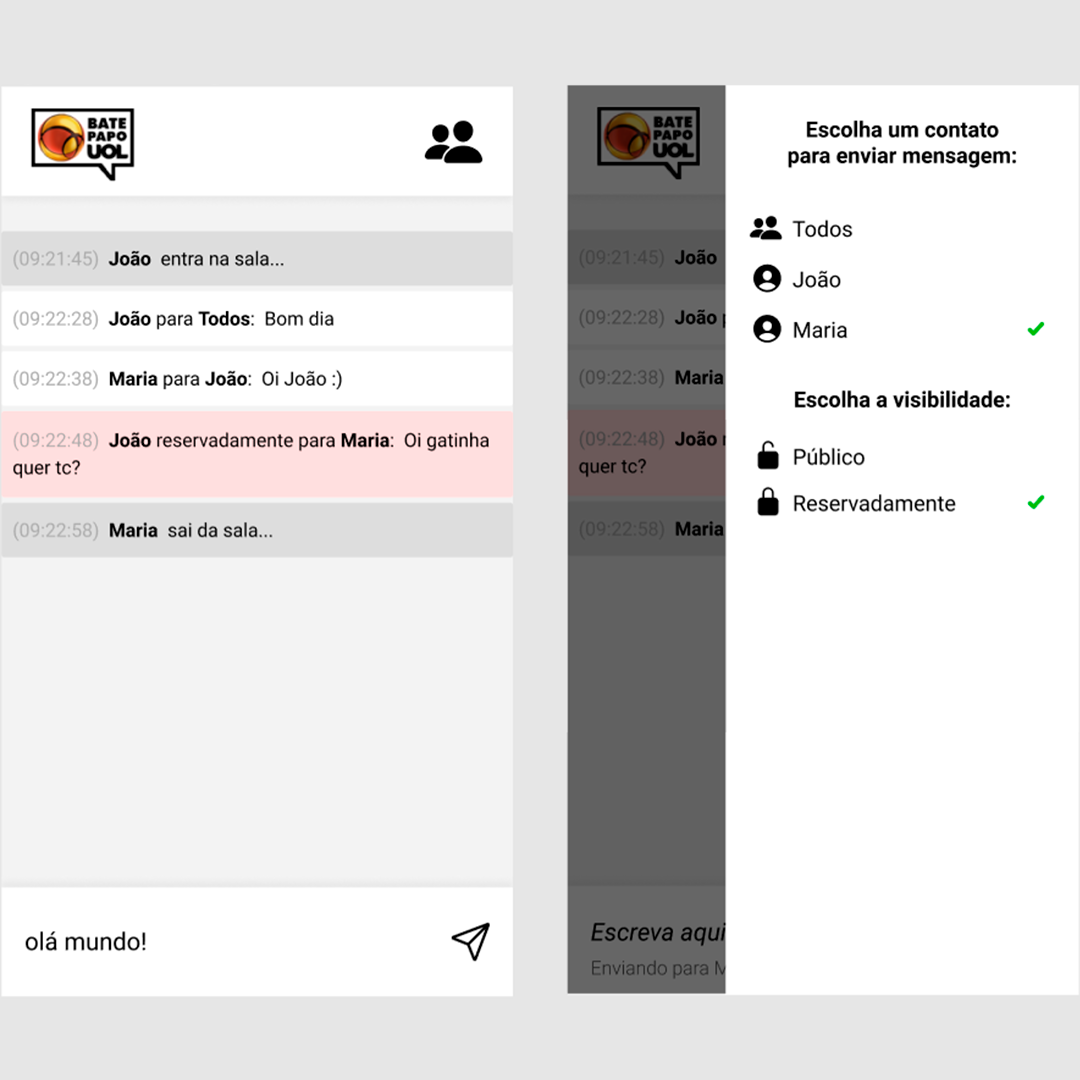 BATE
PAPO
UOL
(09:21:45) João entra na sala...
(09:22:28) João para Todos: Bom dia
(09:22:38) Maria para João: Oi João :)
(09:22:48) João reservadamente para Maria: Oi gatinha
quer tc?
(09:22:58) Maria sai da sala...
olá mundo!
BATE
PAPO
UOL
(09:21:45) João
(09:22:28) João
(09:22:38) Maria
(09:22:48) João
quer tc?
(09:22:58) Maria
Escreva aqui
Enviando para M
Escolha um contato
para enviar mensagem:
Todos
João
Maria
Escolha a visibilidade:
Público
Reservadamente